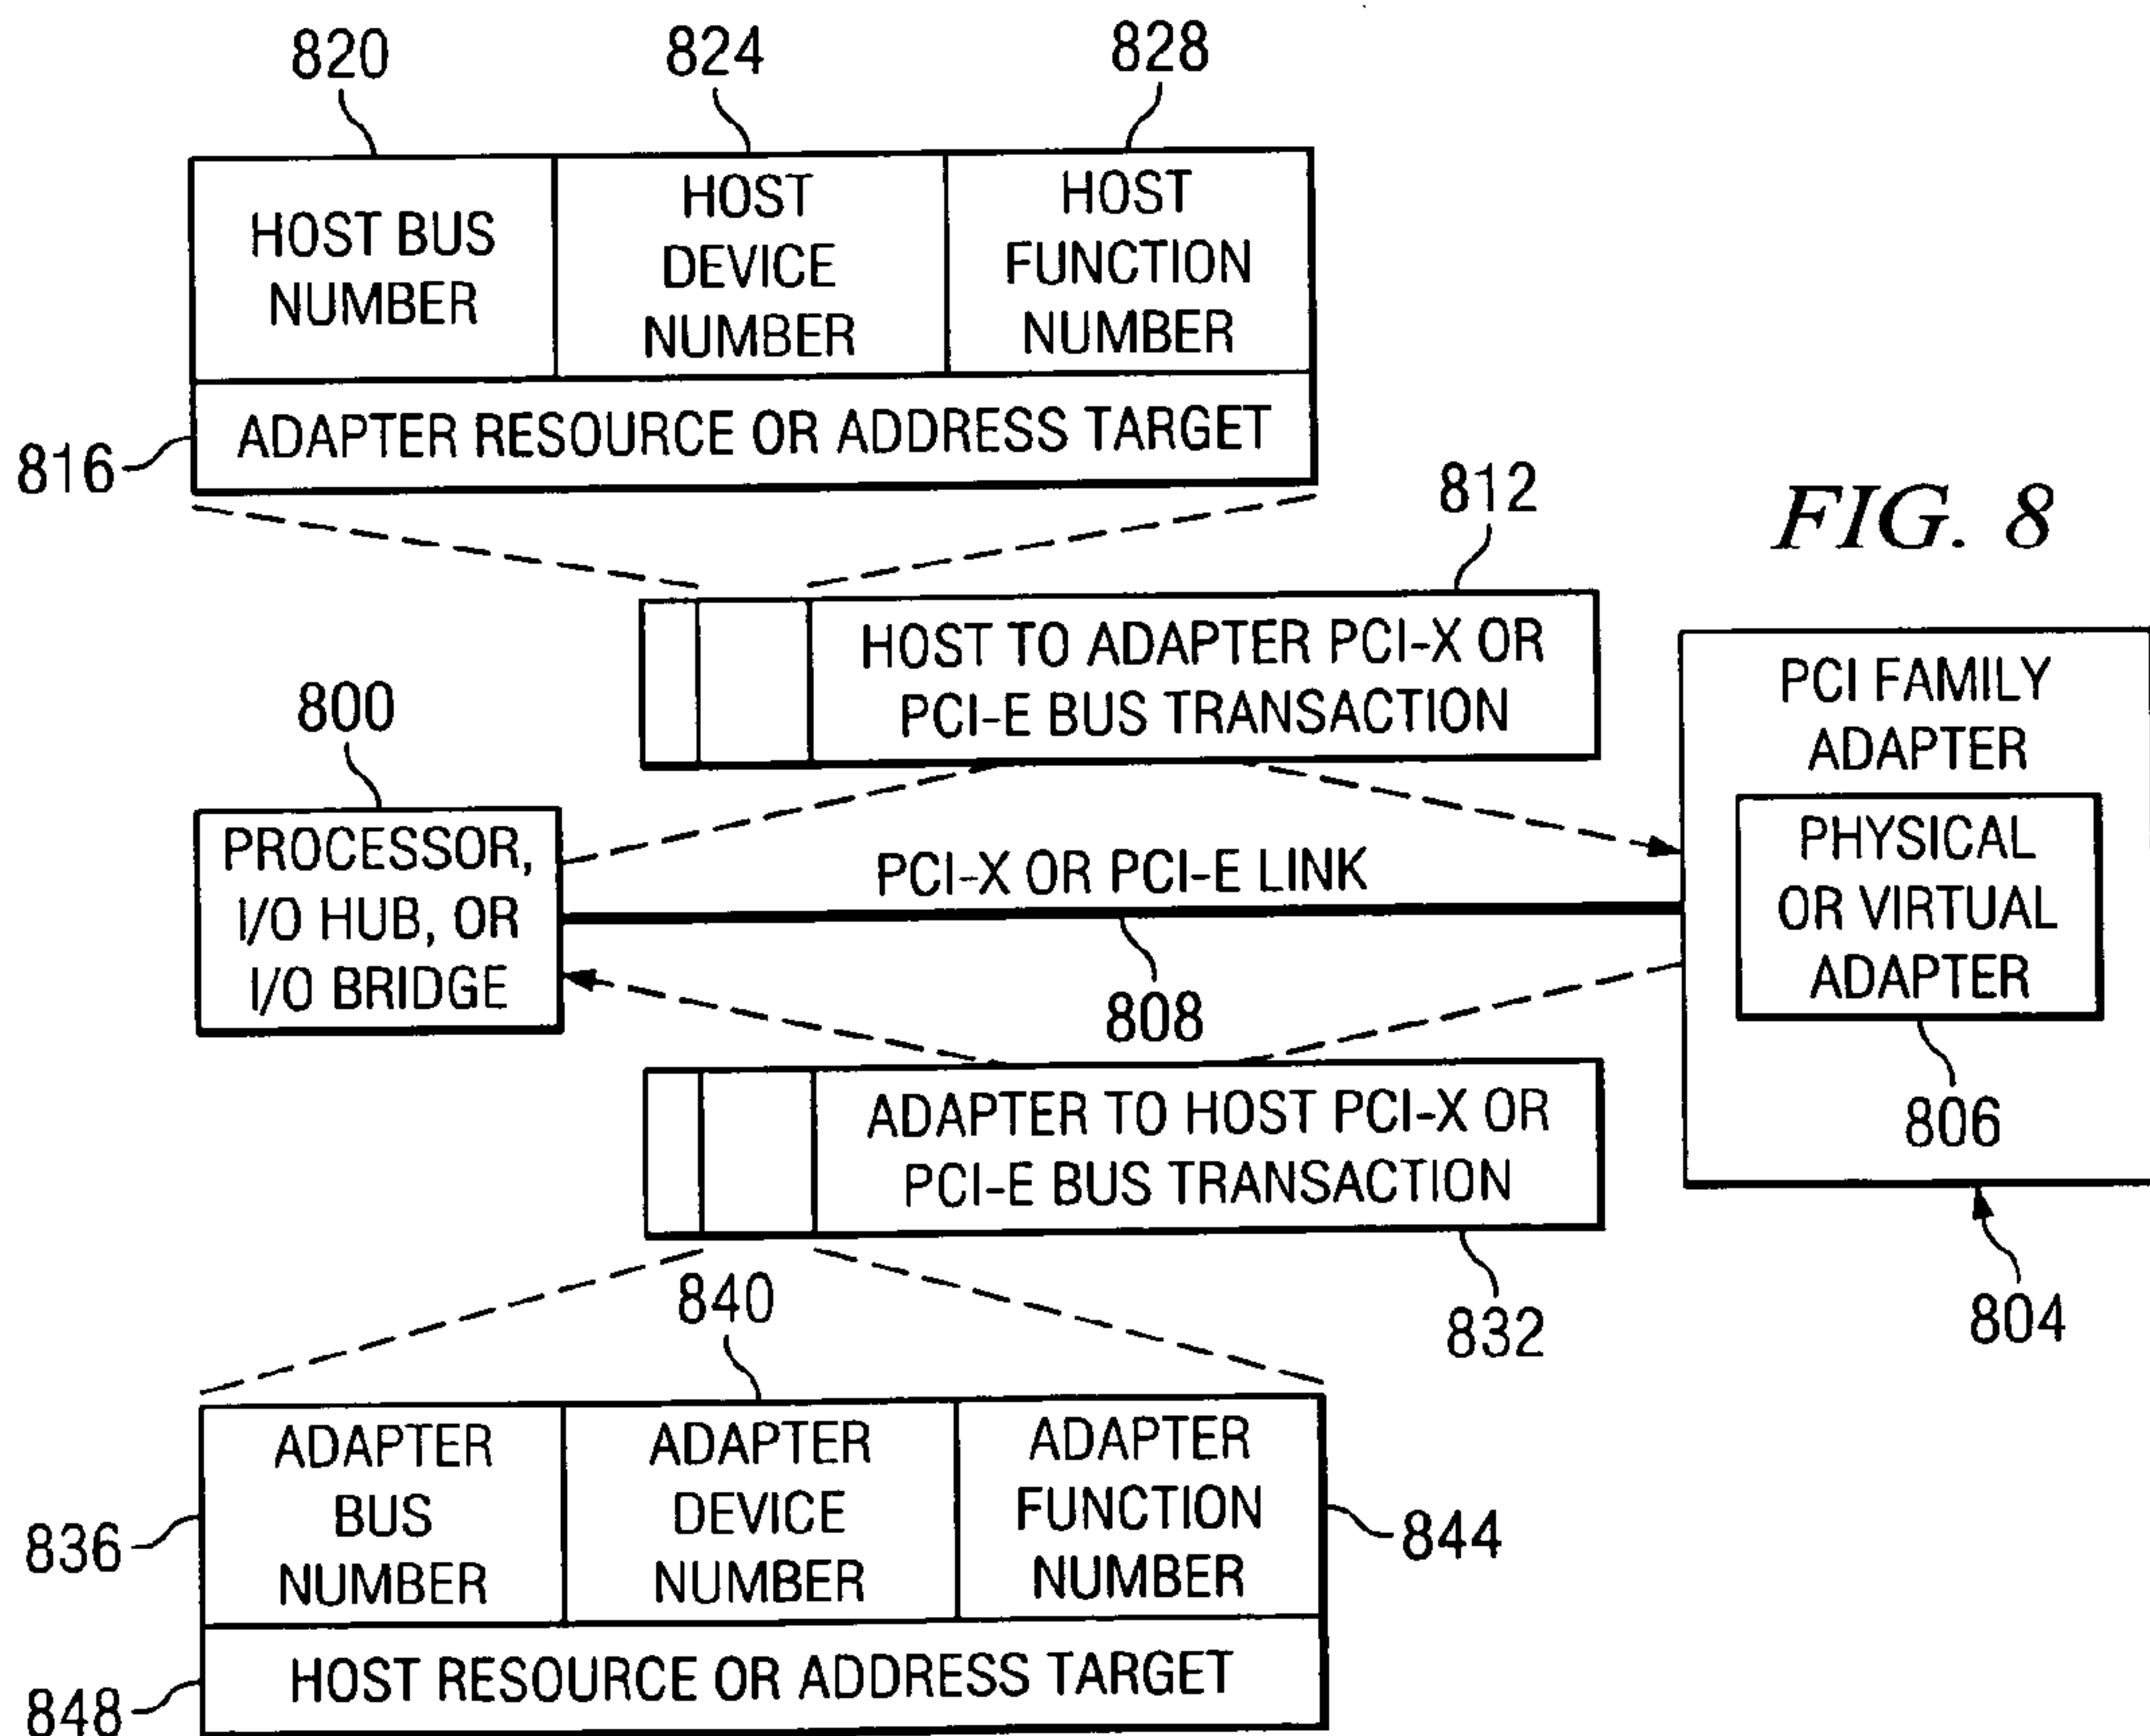 820
824
828
HOST BUS
NUMBER
HOST
DEVICE
NUMBER
HOST
FUNCTION
NUMBER
816
ADAPTER RESOURCE OR ADDRESS TARGET
812
FIG. 8
HOST TO ADAPTER PCI-X OR
PCI-E BUS TRANSACTION
800
PROCESSOR,
I/O HUB, OR
I/O BRIDGE
PCI-X OR PCI-E LINK
808
PCI FAMILY
ADAPTER
PHYSICAL
OR VIRTUAL
ADAPTER
806
804
ADAPTER TO HOST PCI-X OR
PCI-E BUS TRANSACTION
832
840
836
ADAPTER
BUS
NUMBER
ADAPTER
DEVICE
NUMBER
ADAPTER
FUNCTION
NUMBER
844
848
HOST RESOURCE OR ADDRESS TARGET